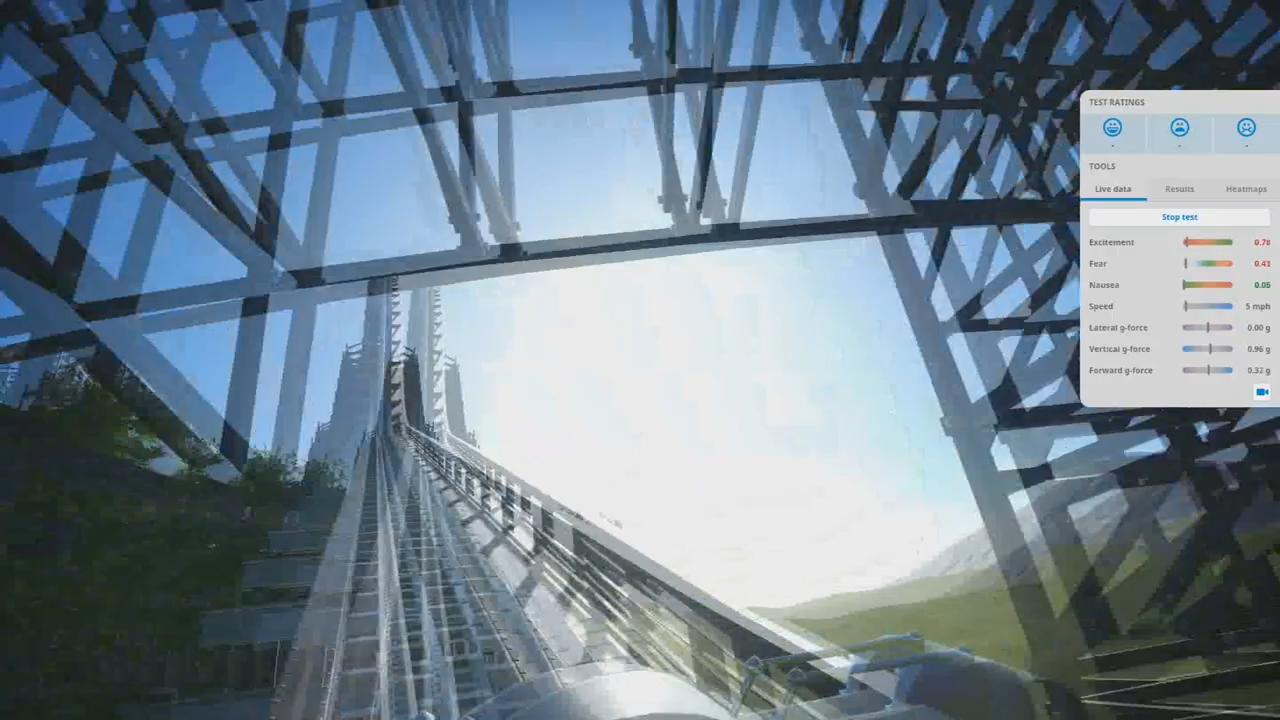 TEST RATINGS
- - -
TOOLS
Live data Results Heatmaps
Stop test
Excitement 0.76
Fear 0.41
Nausea 0.05
Speed 5 mph
Lateral g-force 0.00 g
Vertical g-force 0.96 g
Forward g-force 0.32 g